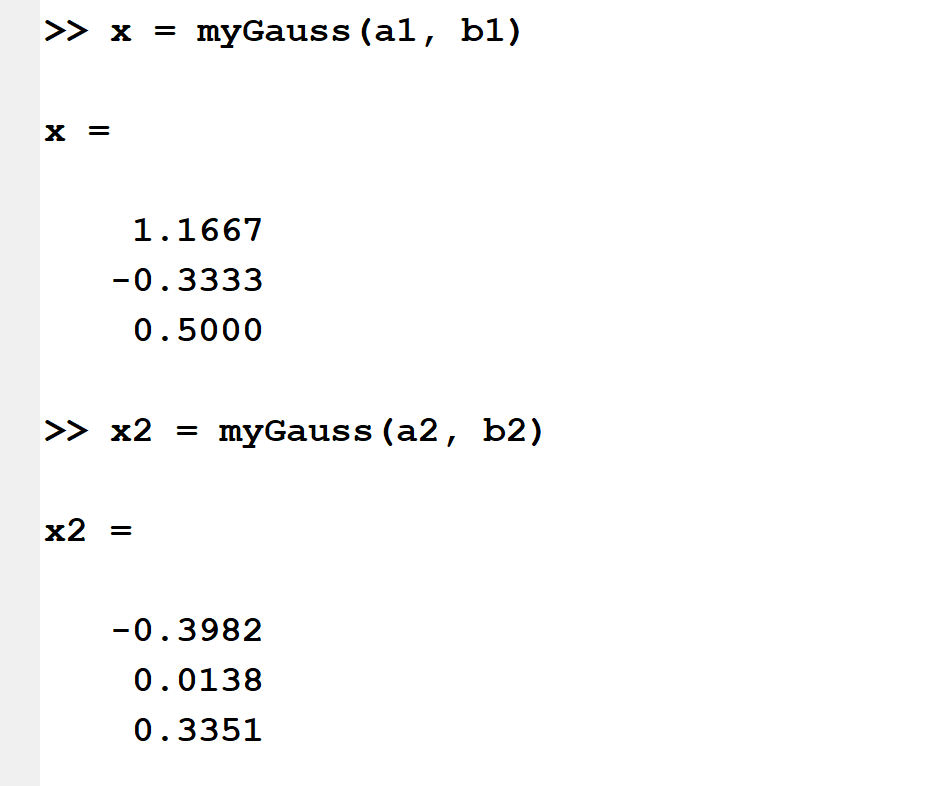 >> x = myGauss(a1, b1)
x =
1.1667
-0.3333
0.5000
>> x2 = myGauss(a2, b2)
x2 =
-0.3982
0.0138
0.3351